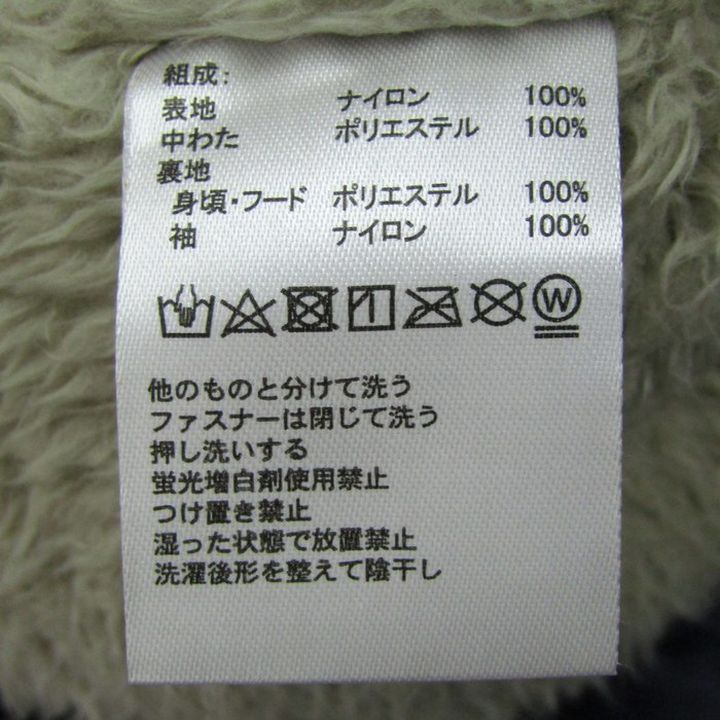 組成:
表地 ナイロン 100%
中わた ポリエステル 100%
裏地
身頃・フード ポリエステル 100%
袖 ナイロン 100%
W
他のものと分けて洗う
ファスナーは閉じて洗う
押し洗いする
蛍光増白剤使用禁止
つけ置き禁止
湿った状態で放置禁止
洗濯後形を整えて陰干し